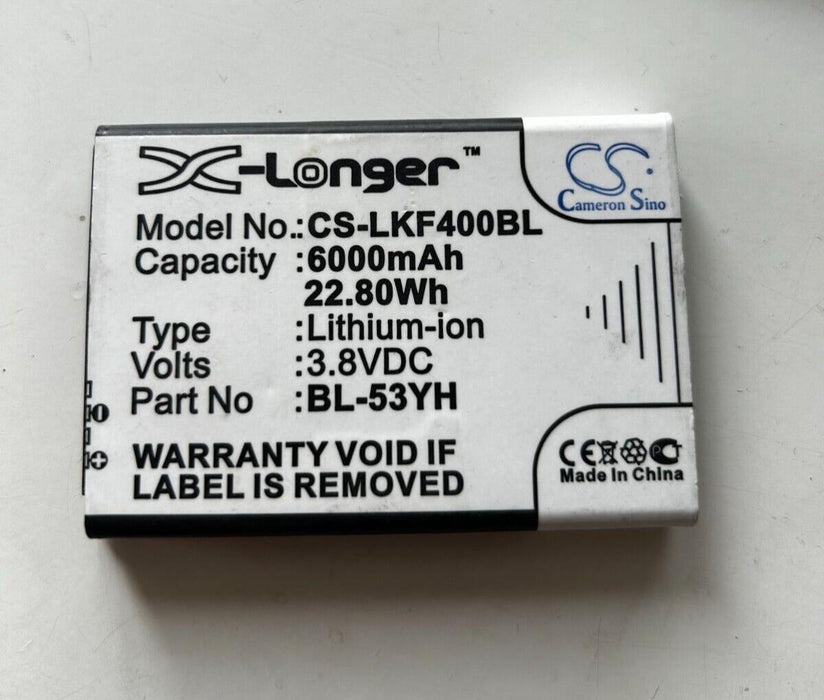 X-Longer™
CS
Cameron Sino
Model No.:CS-LKF400BL
Capacity :6000mAh
22.80Wh
Type :Lithium-ion
Volts :3.8VDC
Part No :BL-53YH
WARRANTY VOID IF
LABEL IS REMOVED
CE
Made In China